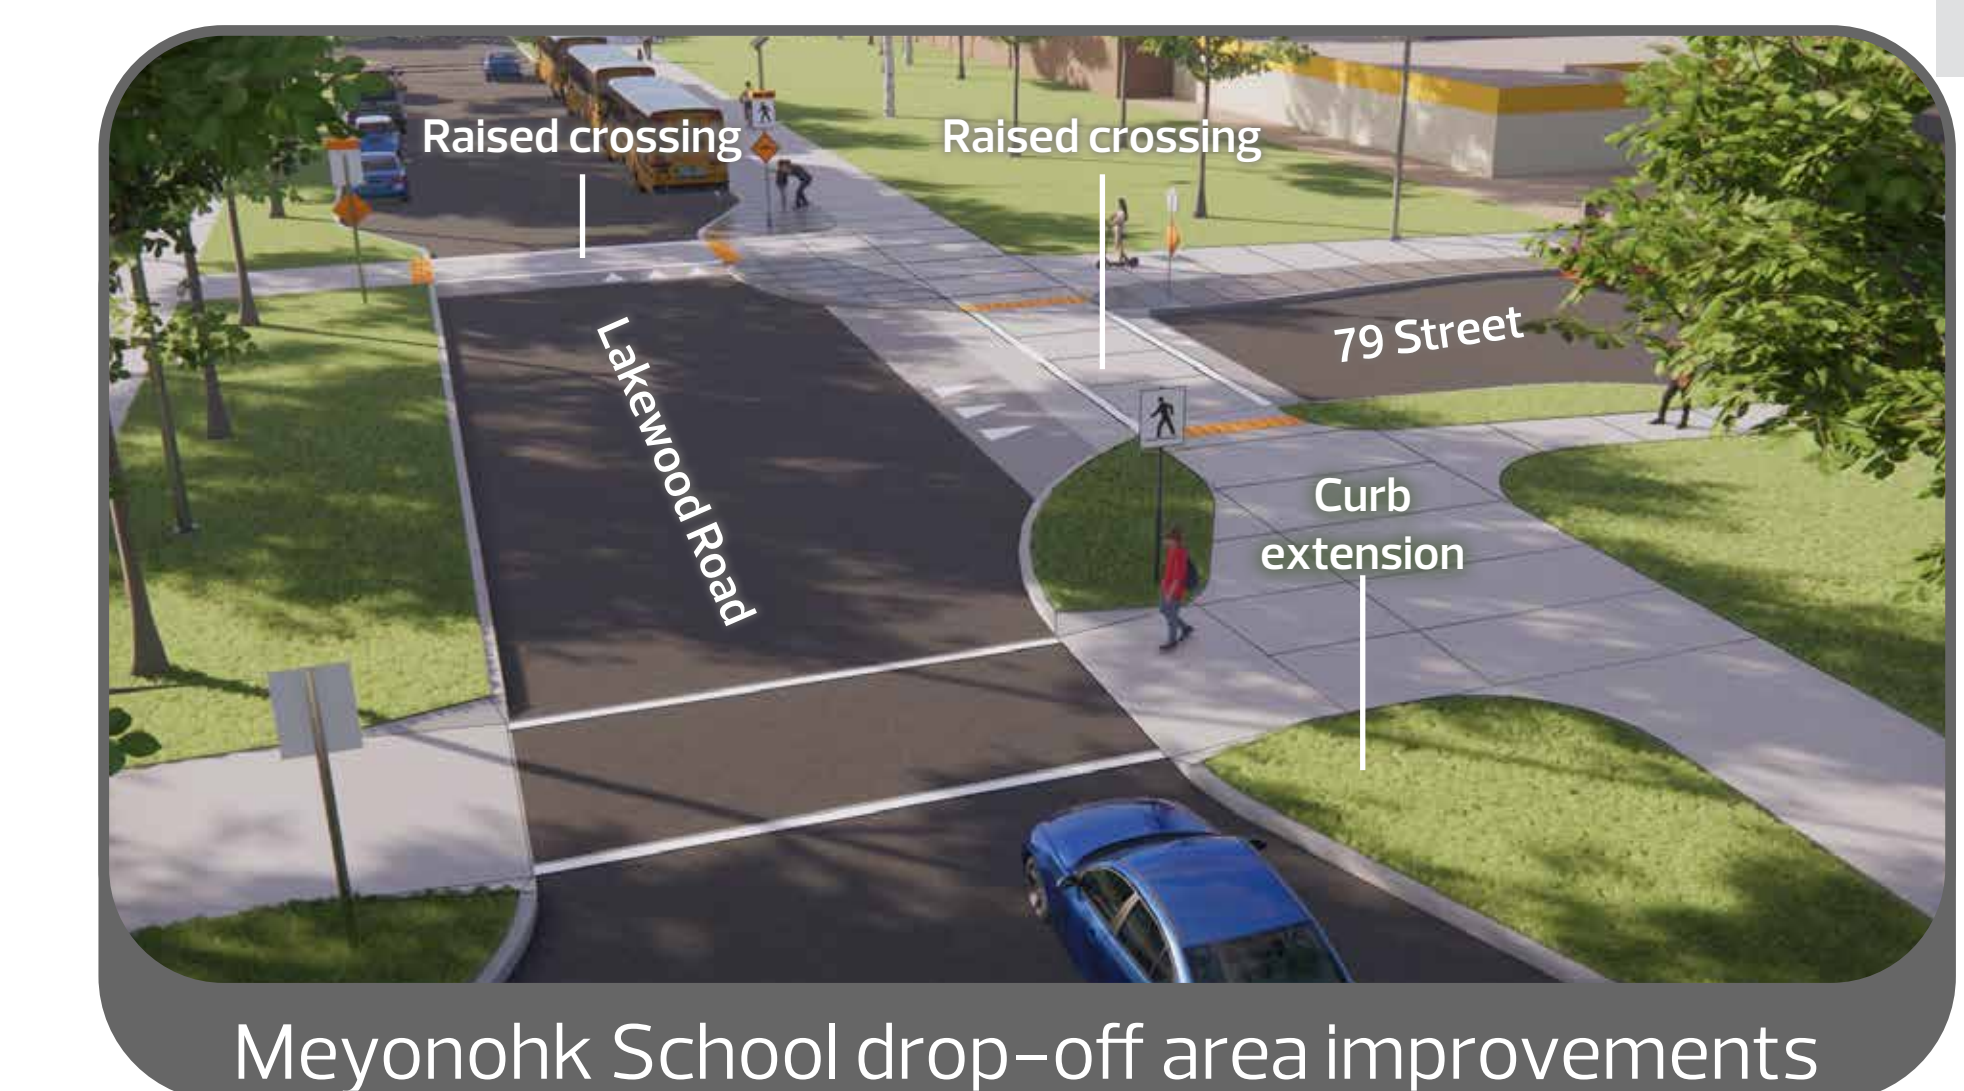 Raised crossing
Raised crossing
79 Street
Lakewood Road
Curb
extension
Meyonohk School drop-off area improvements